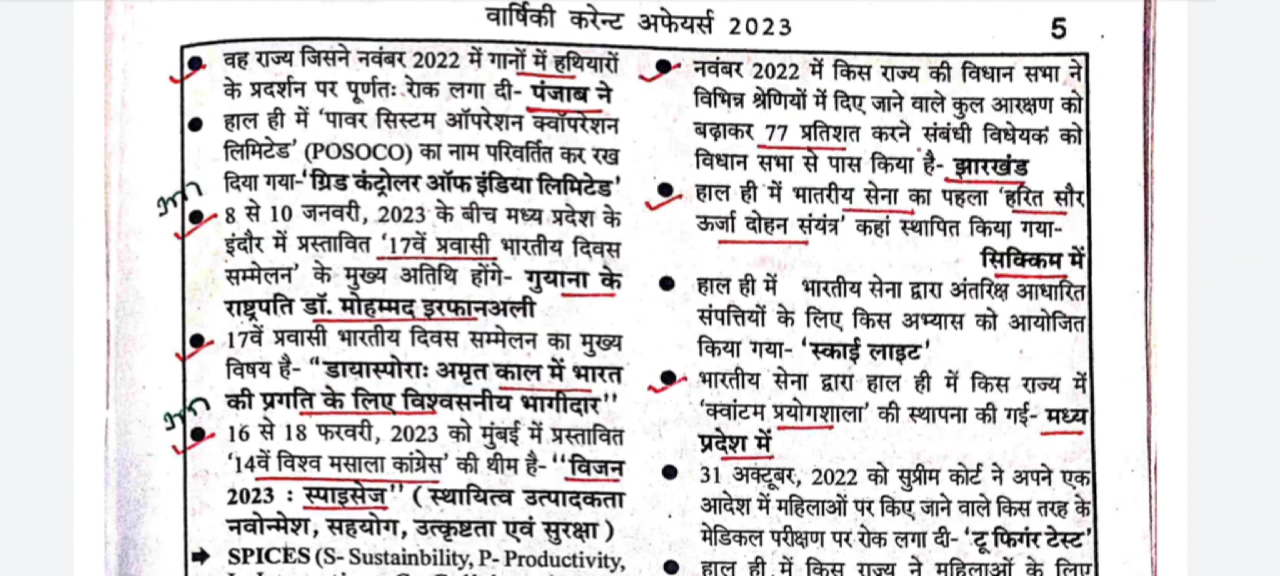 वार्षिकी करेन्ट अफेयर्स 2023
5
● वह राज्य जिसने नवंबर 2022 में गानों में हथियारों
के प्रदर्शन पर पूर्णतः रोक लगा दी- पंजाब ने
● हाल ही में 'पावर सिस्टम ऑपरेशन क्वॉपरेशन
लिमिटेड' (POSOCO) का नाम परिवर्तित कर रख
दिया गया-'ग्रिड कंट्रोलर ऑफ इंडिया लिमिटेड'
● 8 से 10 जनवरी, 2023 के बीच मध्य प्रदेश के
इंदौर में प्रस्तावित '17वें प्रवासी भारतीय दिवस
सम्मेलन' के मुख्य अतिथि होंगे- गुयाना के
राष्ट्रपति डॉ. मोहम्मद इरफानअली
● 17वें प्रवासी भारतीय दिवस सम्मेलन का मुख्य
विषय है- “डायास्पोराः अमृत काल में भारत
की प्रगति के लिए विश्वसनीय भागीदार''
● 16 से 18 फरवरी, 2023 को मुंबई में प्रस्तावित
'14वें विश्व मसाला कांग्रेस' की थीम है- ''विजन
2023 : स्पाइसेज'' ( स्थायित्व उत्पादकता
नवोन्मेश, सहयोग, उत्कृष्टता एवं सुरक्षा )
➔ SPICES (S- Sustainbility, P- Productivity,
● नवंबर 2022 में किस राज्य की विधान सभा ने
विभिन्न श्रेणियों में दिए जाने वाले कुल आरक्षण को
बढ़ाकर 77 प्रतिशत करने संबंधी विधेयक को
विधान सभा से पास किया है- झारखंड
● हाल ही में भातरीय सेना का पहला 'हरित सौर
ऊर्जा दोहन संयंत्र' कहां स्थापित किया गया-
सिक्किम में
● हाल ही में भारतीय सेना द्वारा अंतरिक्ष आधारित
संपत्तियों के लिए किस अभ्यास को आयोजित
किया गया- 'स्काई लाइट'
● भारतीय सेना द्वारा हाल ही में किस राज्य में
'क्वांटम प्रयोगशाला' की स्थापना की गई- मध्य
प्रदेश में
● 31 अक्टूबर, 2022 को सुप्रीम कोर्ट ने अपने एक
आदेश में महिलाओं पर किए जाने वाले किस तरह के
मेडिकल परीक्षण पर रोक लगा दी- 'टू फिगंर टेस्ट'
● हाल ही में किस राज्य ने महिलाओं के लिए